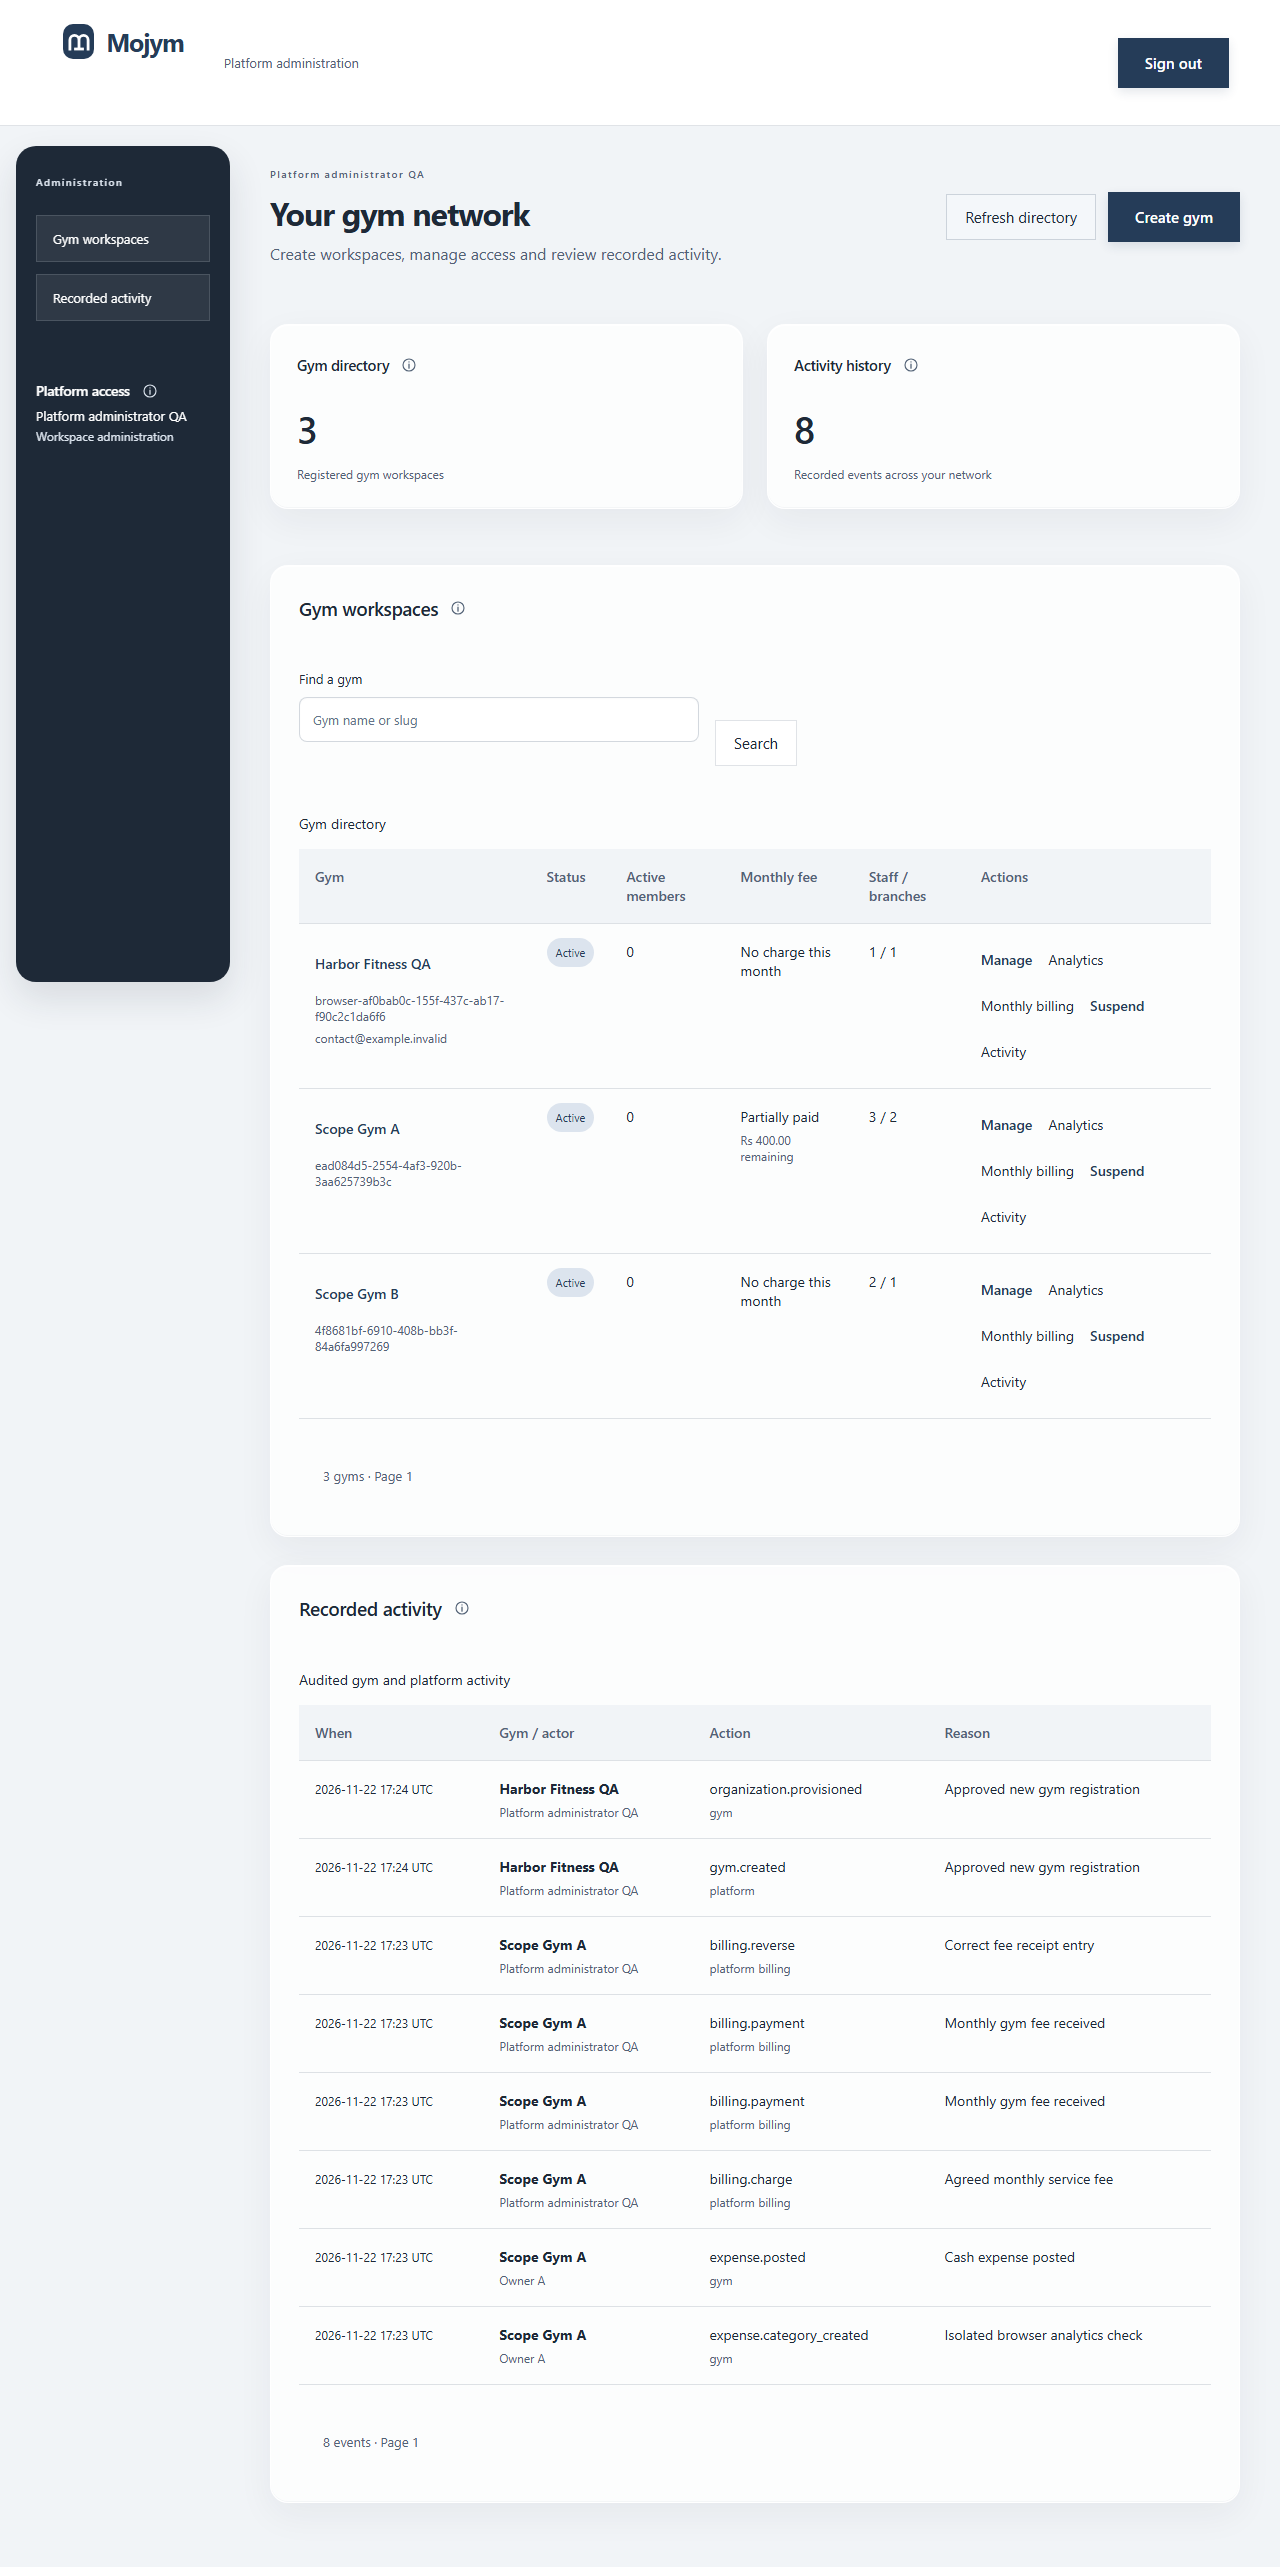 Mojym
Platform administration
Sign out
Administration
Gym workspaces
Recorded activity
Platform access
Platform administrator QA
Workspace administration
Platform administrator QA
Your gym network
Create workspaces, manage access and review recorded activity.
Refresh directory
Create gym
Gym directory
3
Registered gym workspaces
Activity history
8
Recorded events across your network
Gym workspaces
Find a gym
Gym name or slug
Search
Gym directory
Gym Status Active members Monthly fee Staff / branches Actions
Harbor Fitness QA
browser-af0bab0c-155f-437c-ab17-
f90c2c1da6f6
contact@example.invalid
Active
0
No charge this
month
1 / 1
Manage Analytics
Monthly billing Suspend
Activity
Scope Gym A
ead084d5-2554-4af3-920b-
3aa625739b3c
Active
0
Partially paid
Rs 400.00
remaining
3 / 2
Manage Analytics
Monthly billing Suspend
Activity
Scope Gym B
4f8681bf-6910-408b-bb3f-
84a6fa997269
Active
0
No charge this
month
2 / 1
Manage Analytics
Monthly billing Suspend
Activity
3 gyms · Page 1
Recorded activity
Audited gym and platform activity
When Gym / actor Action Reason
2026-11-22 17:24 UTC Harbor Fitness QA organization.provisioned Approved new gym registration
Platform administrator QA gym
2026-11-22 17:24 UTC Harbor Fitness QA gym.created Approved new gym registration
Platform administrator QA platform
2026-11-22 17:23 UTC Scope Gym A billing.reverse Correct fee receipt entry
Platform administrator QA platform billing
2026-11-22 17:23 UTC Scope Gym A billing.payment Monthly gym fee received
Platform administrator QA platform billing
2026-11-22 17:23 UTC Scope Gym A billing.payment Monthly gym fee received
Platform administrator QA platform billing
2026-11-22 17:23 UTC Scope Gym A billing.charge Agreed monthly service fee
Platform administrator QA platform billing
2026-11-22 17:23 UTC Scope Gym A expense.posted Cash expense posted
Owner A gym
2026-11-22 17:23 UTC Scope Gym A expense.category_created Isolated browser analytics check
Owner A gym
8 events · Page 1